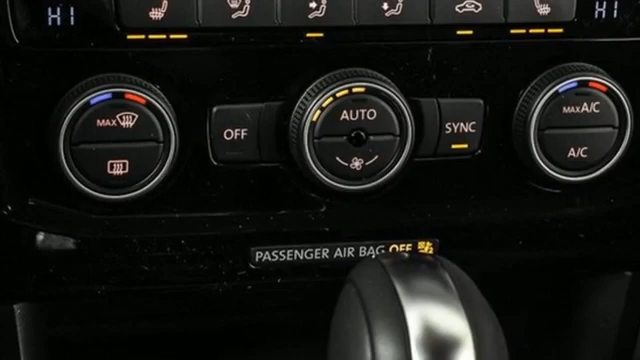 HI
HI
MAX
OFF
AUTO
SYNC
MAX A/C
A/C
PASSENGER AIR BAG OFF